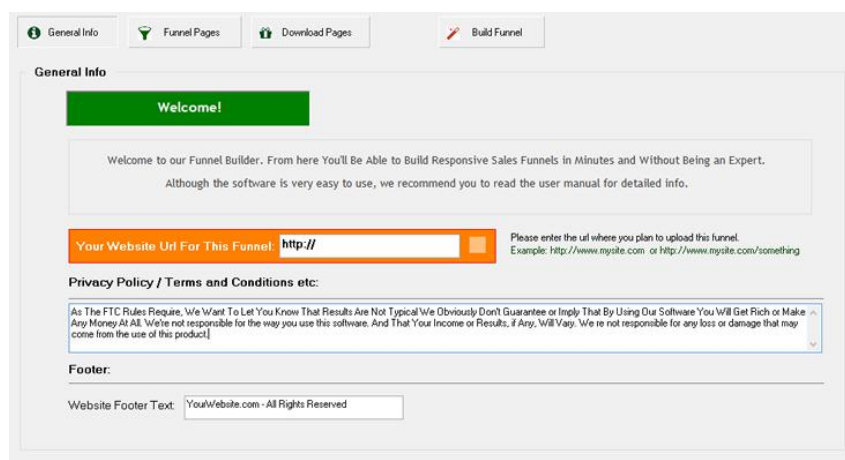 General Info Funnel Pages Download Pages Build Funnel
General Info
Welcome!
Welcome to our Funnel Builder. From here You'll Be Able to Build Responsive Sales Funnels in Minutes and Without Being an Expert.
Although the software is very easy to use, we recommend you to read the user manual for detailed info.
Your Website Url For This Funnel: http://
Please enter the url where you plan to upload this funnel.
Example: http://www.mysite.com or http://www.mysite.com/something
Privacy Policy / Terms and Conditions etc:
As The FTC Rules Require, We Want To Let You Know That Results Are Not Typical We Obviously Don't Guarantee or Imply That By Using Our Software You Will Get Rich or Make
Any Money At All. We're not responsible for the way you use this software. And That Your Income or Results, if Any, Will Vary. We re not responsible for any loss or damage that may
come from the use of this product.
Footer:
Website Footer Text: YourWebsite.com - All Rights Reserved